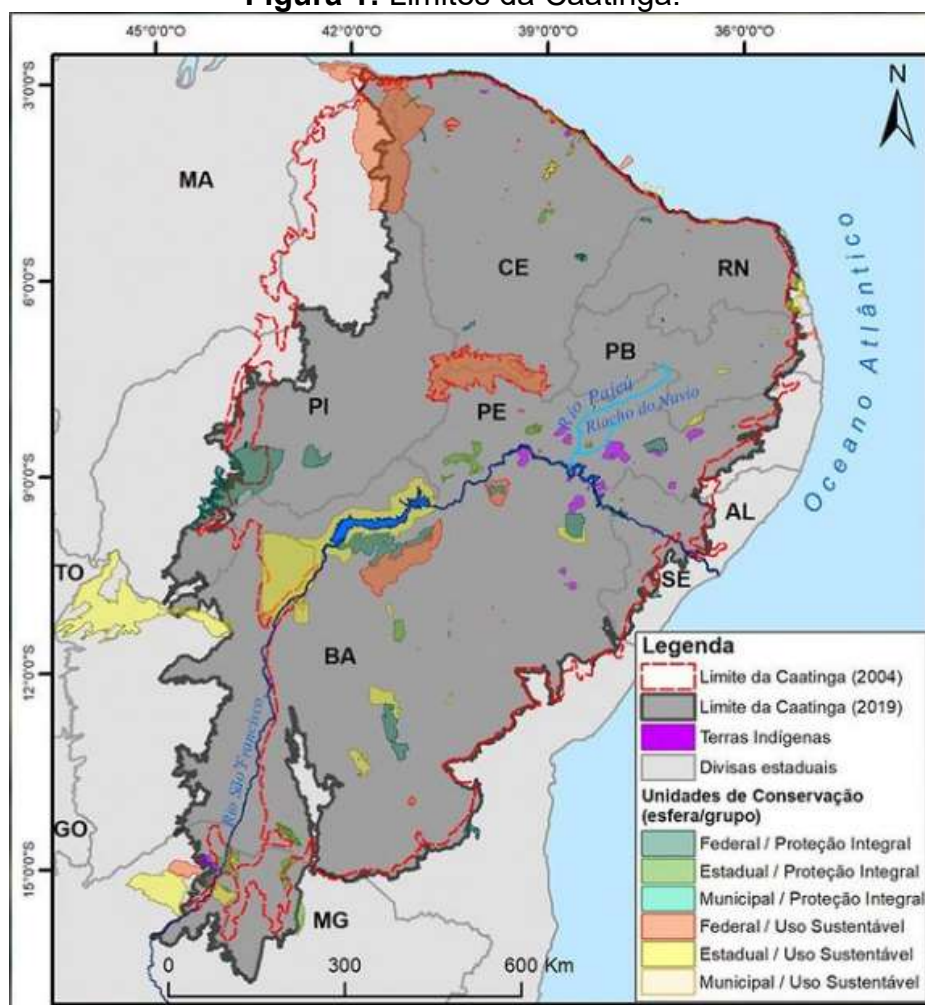 Figura 1: Limites da Caatinga.
45°0'0"O 42°0'0"O 39°0'0"O 36°0'0"O
3°0'0"S
6°0'0"S
9°0'0"S
12°0'0"S
15°0'0"S
N
MA
CE
RN
PB
PI
PE
Rio Pajeú
Riacho do Navio
AL
SE
TO
BA
Rio São Francisco
GO
MG
Oceano Atlântico
0 300 600 Km
Legenda
Limite da Caatinga (2004)
Limite da Caatinga (2019)
Terras Indígenas
Divisas estaduais
Unidades de Conservação
(esfera/grupo)
Federal / Proteção Integral
Estadual / Proteção Integral
Municipal / Proteção Integral
Federal / Uso Sustentável
Estadual / Uso Sustentável
Municipal / Uso Sustentável